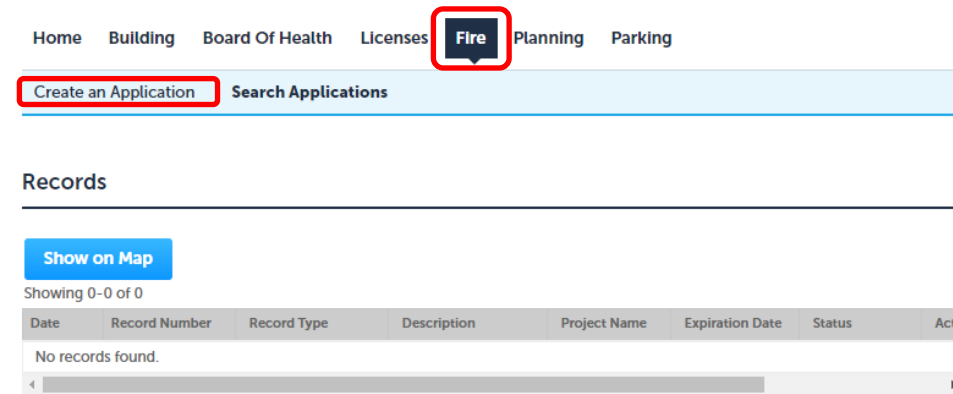 Home Building Board Of Health Licenses Fire Planning Parking
Create an Application Search Applications
Records
Show on Map
Showing 0-0 of 0
Date Record Number Record Type Description Project Name Expiration Date Status Act
No records found.